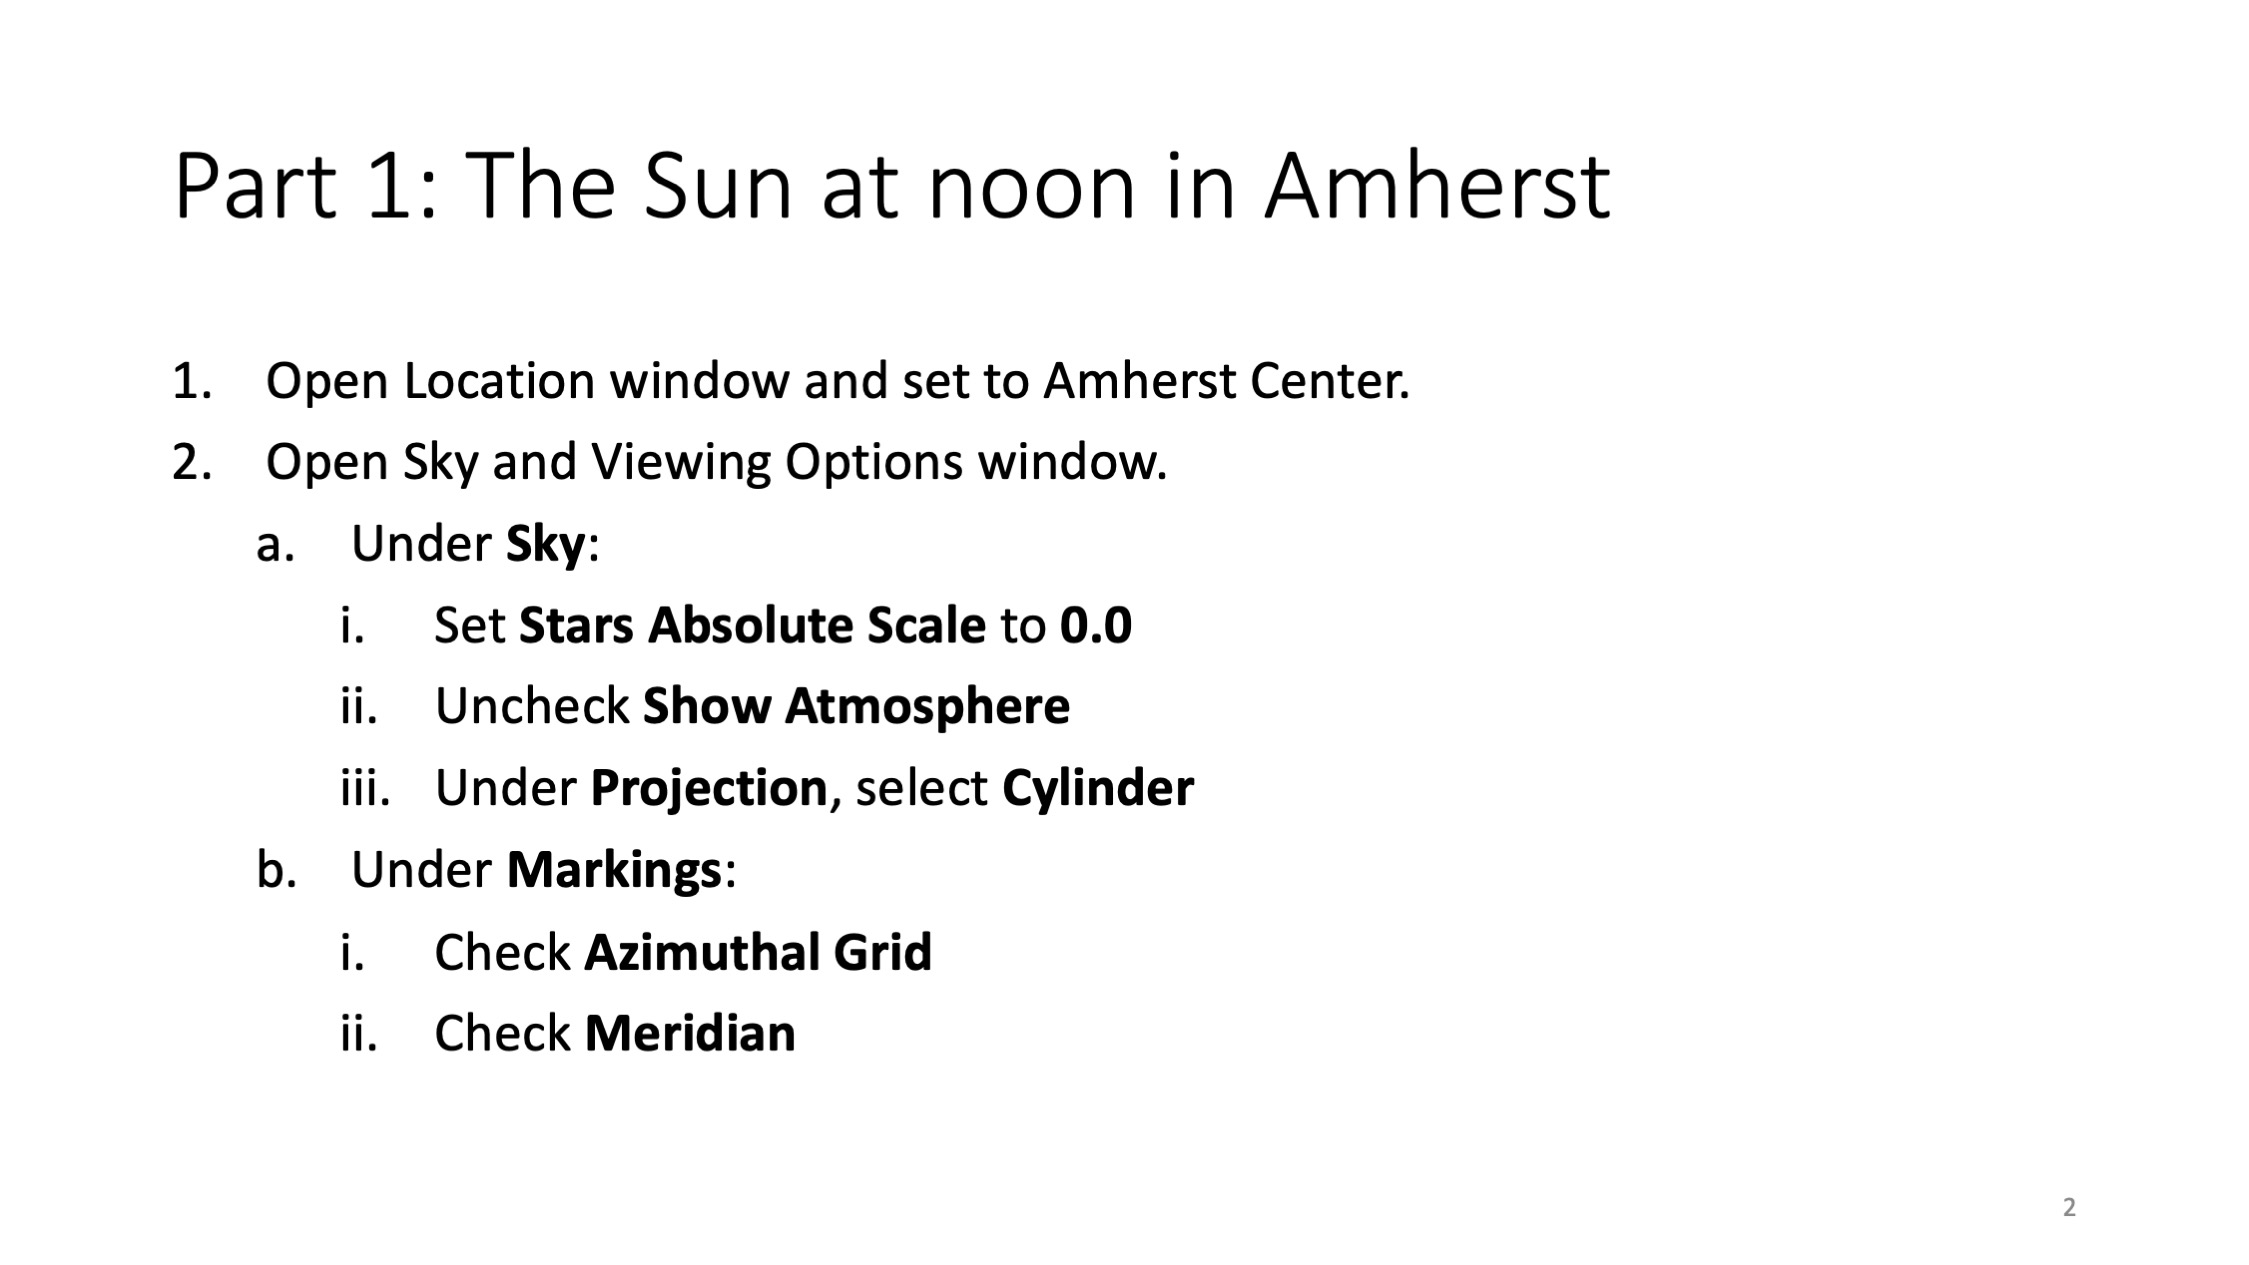 Part 1: The Sun at noon in Amherst
1. Open Location window and set to Amherst Center.
2. Open Sky and Viewing Options window.
a. Under Sky:
i. Set Stars Absolute Scale to 0.0
ii. Uncheck Show Atmosphere
iii. Under Projection, select Cylinder
b. Under Markings:
i. Check Azimuthal Grid
ii. Check Meridian
2